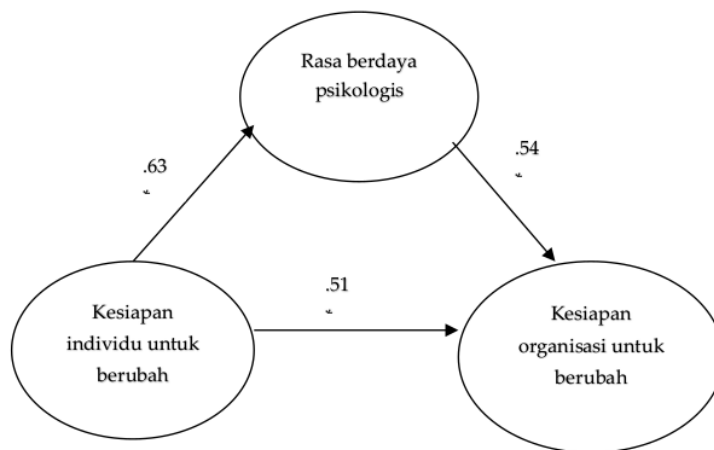 Rasa berdaya
psikologis
.63
*
.54
*
.51
*
Kesiapan
individu untuk
berubah
Kesiapan
organisasi untuk
berubah